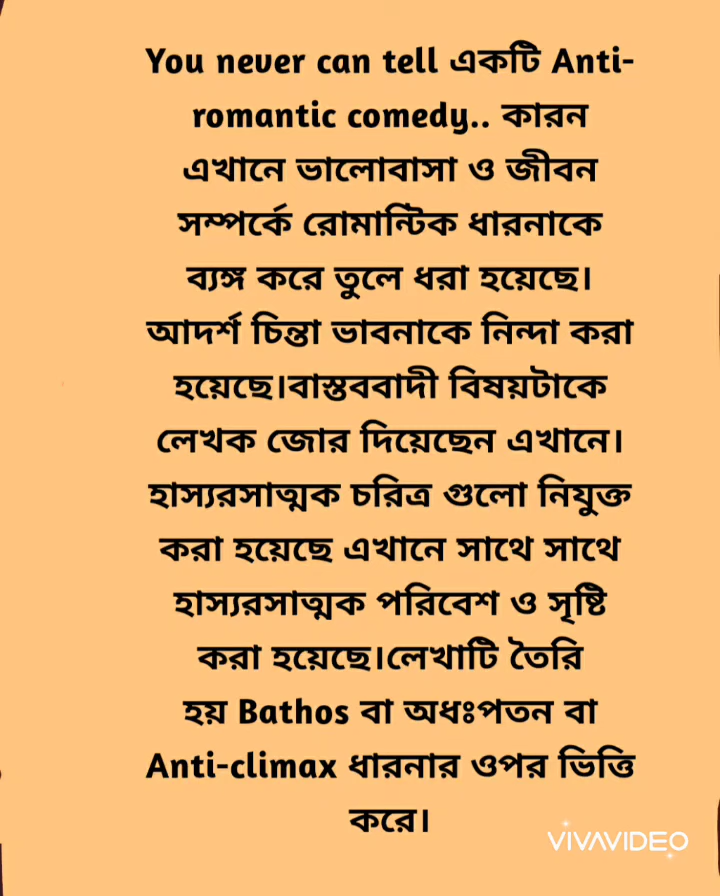 You never can tell একটি Anti-
romantic comedy.. কারন
এখানে ভালোবাসা ও জীবন
সম্পর্কে রোমান্টিক ধারনাকে
ব্যঙ্গ করে তুলে ধরা হয়েছে।
আদর্শ চিন্তা ভাবনাকে নিন্দা করা
হয়েছে।বাস্তববাদী বিষয়টাকে
লেখক জোর দিয়েছেন এখানে।
হাস্যরসাত্মক চরিত্র গুলো নিযুক্ত
করা হয়েছে এখানে সাথে সাথে
হাস্যরসাত্মক পরিবেশ ও সৃষ্টি
করা হয়েছে।লেখাটি তৈরি
হয় Bathos বা অধঃপতন বা
Anti-climax ধারনার ওপর ভিত্তি
করে।
VIVAVIDEO